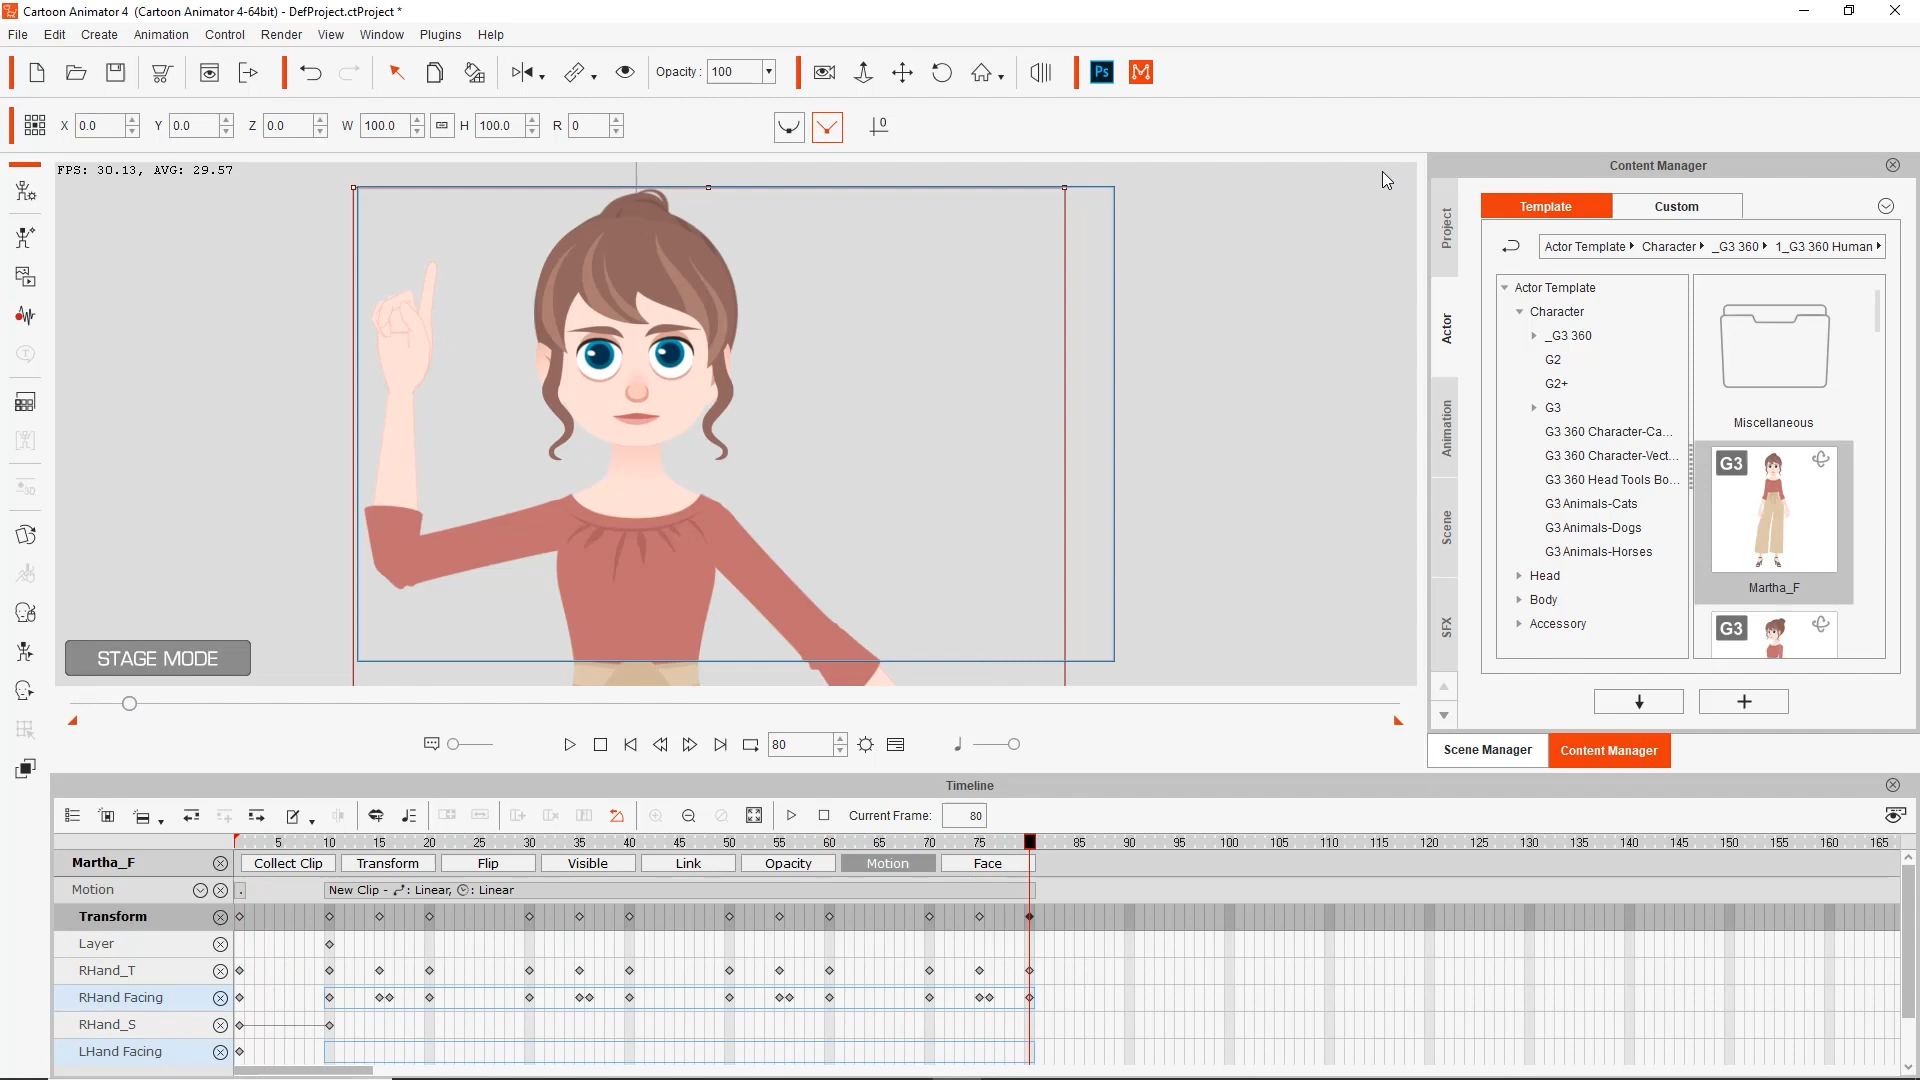 Cartoon Animator 4  (Cartoon Animator 4-64bit) - DefProject.ctProject *
File Edit Create Animation Control Render View Window Plugins Help
Opacity : 100
Ps
X 0.0 Y 0.0 Z 0.0 W 100.0 H 100.0 R 0
0
FPS: 30.13, AVG: 29.57
STAGE MODE
Content Manager
Template Custom
Actor Template Character _G3 360 1_G3 360 Human
Project
Actor
Animation
Scene
SFX
Actor Template
Character
_G3 360
G2
G2+
G3
G3 360 Character-Ca...
G3 360 Character-Vect...
G3 360 Head Tools Bo...
G3 Animals-Cats
G3 Animals-Dogs
G3 Animals-Horses
Head
Body
Accessory
Miscellaneous
G3
Martha_F
G3
80
Scene Manager Content Manager
Timeline
Current Frame: 80
5 10 15 20 25 30 35 40 45 50 55 60 65 70 75 85 90 95 100 105 110 115 120 125 130 135 140 145 150 155 160 165
Martha_F Collect Clip Transform Flip Visible Link Opacity Motion Face
Motion . New Clip - : Linear, : Linear
Transform
Layer
RHand_T
RHand Facing
RHand_S
LHand Facing